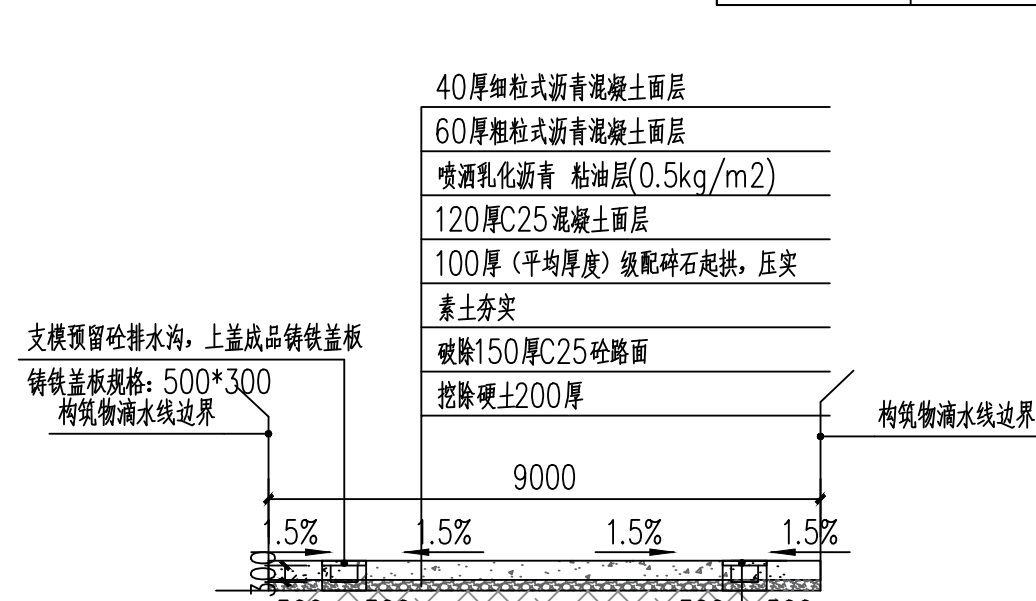 40厚细粒式沥青混凝土面层
60厚粗粒式沥青混凝土面层
喷洒乳化沥青 粘油层(0.5kg/m2)
120厚C25混凝土面层
100厚（平均厚度）级配碎石起拱，压实
素土夯实
破除150厚C25砼路面
挖除硬土200厚
支模预留砼排水沟，上盖成品铸铁盖板
铸铁盖板规格：500*300
构筑物滴水线边界
构筑物滴水线边界
9000
1.5% 1.5% 1.5% 1.5%